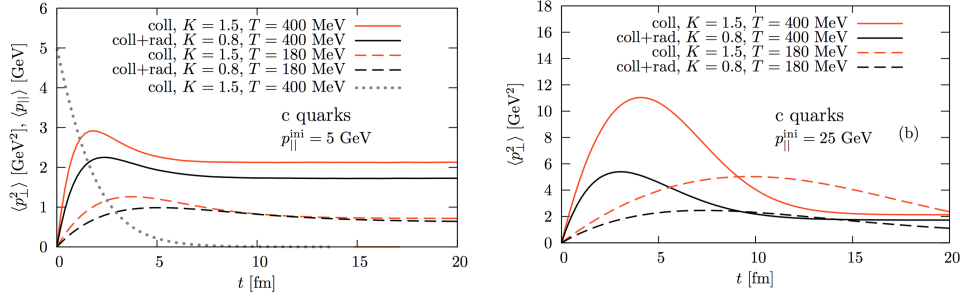 6
5
4
3
2
1
0
0
5
10
15
20
⟨p⊥²⟩ [GeV²], ⟨p||⟩ [GeV]
t [fm]
coll, K = 1.5, T = 400 MeV
coll+rad, K = 0.8, T = 400 MeV
coll, K = 1.5, T = 180 MeV
coll+rad, K = 0.8, T = 180 MeV
coll, K = 1.5, T = 400 MeV
c quarks
p||^ini = 5 GeV
18
16
14
12
10
8
6
4
2
0
0
5
10
15
20
⟨p⊥²⟩ [GeV²]
t [fm]
coll, K = 1.5, T = 400 MeV
coll+rad, K = 0.8, T = 400 MeV
coll, K = 1.5, T = 180 MeV
coll+rad, K = 0.8, T = 180 MeV
c quarks
p||^ini = 25 GeV
(b)